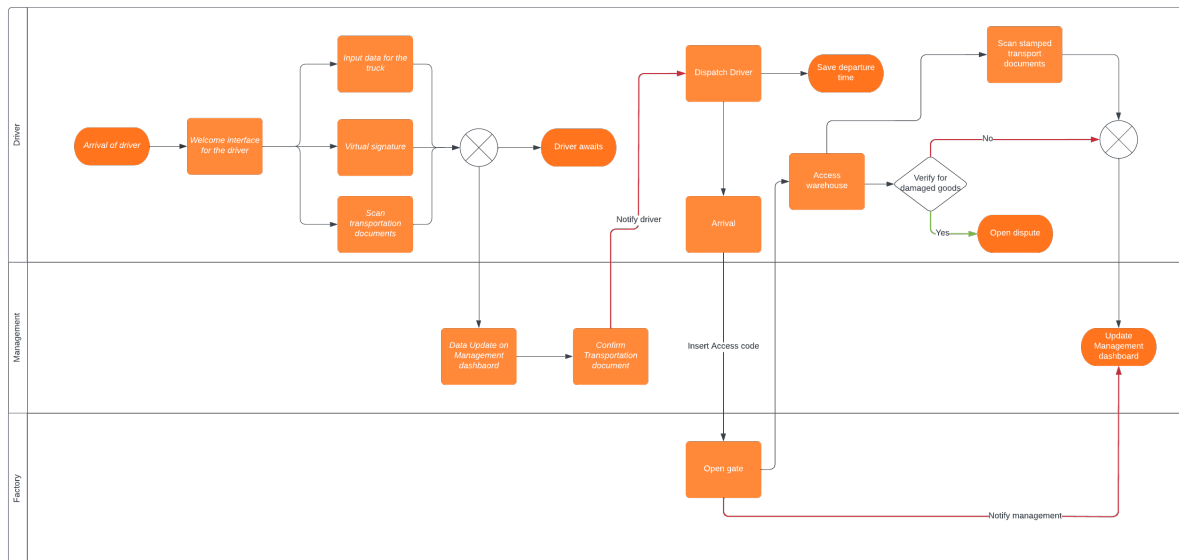 Driver
Arrival of driver
Welcome interface
for the driver
Input data for the
truck
Virtual signature
Scan
transportation
documents
Driver awaits
Notify driver
Dispatch Driver
Save departure
time
Arrival
Access
warehouse
Scan stamped
transport
documents
Verify for
damaged goods
No
Yes
Open dispute
Management
Data Update on
Management
dashbaord
Confirm
Transportation
document
Insert Access code
Update
Management
dashboard
Factory
Open gate
Notify management